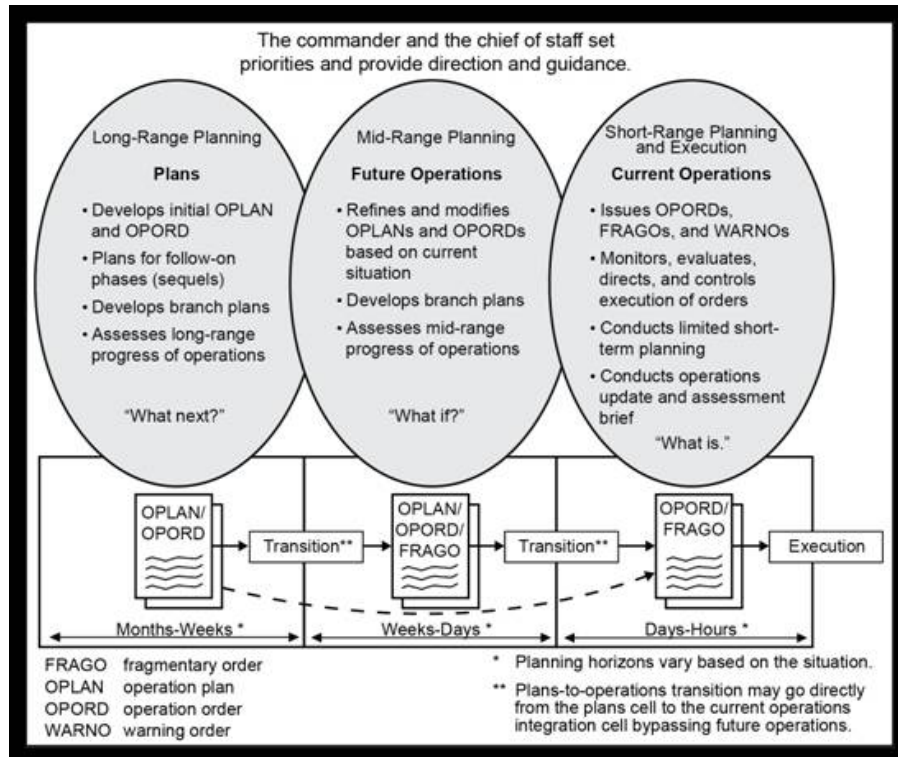 The commander and the chief of staff set
priorities and provide direction and guidance.
Long-Range Planning
Plans
• Develops initial OPLAN
and OPORD
• Plans for follow-on
phases (sequels)
• Develops branch plans
• Assesses long-range
progress of operations
“What next?”
Mid-Range Planning
Future Operations
• Refines and modifies
OPLANs and OPORDs
based on current
situation
• Develops branch plans
• Assesses mid-range
progress of operations
“What if?”
Short-Range Planning
and Execution
Current Operations
• Issues OPORDs,
FRAGOs, and WARNOs
• Monitors, evaluates,
directs, and controls
execution of orders
• Conducts limited short-
term planning
• Conducts operations
update and assessment
brief
“What is.”
OPLAN/
OPORD
Transition**
OPLAN/
OPORD/
FRAGO
Transition**
OPORD/
FRAGO
Execution
Months-Weeks *
Weeks-Days *
Days-Hours *
FRAGO fragmentary order
OPLAN operation plan
OPORD operation order
WARNO warning order
* Planning horizons vary based on the situation.
** Plans-to-operations transition may go directly
from the plans cell to the current operations
integration cell bypassing future operations.